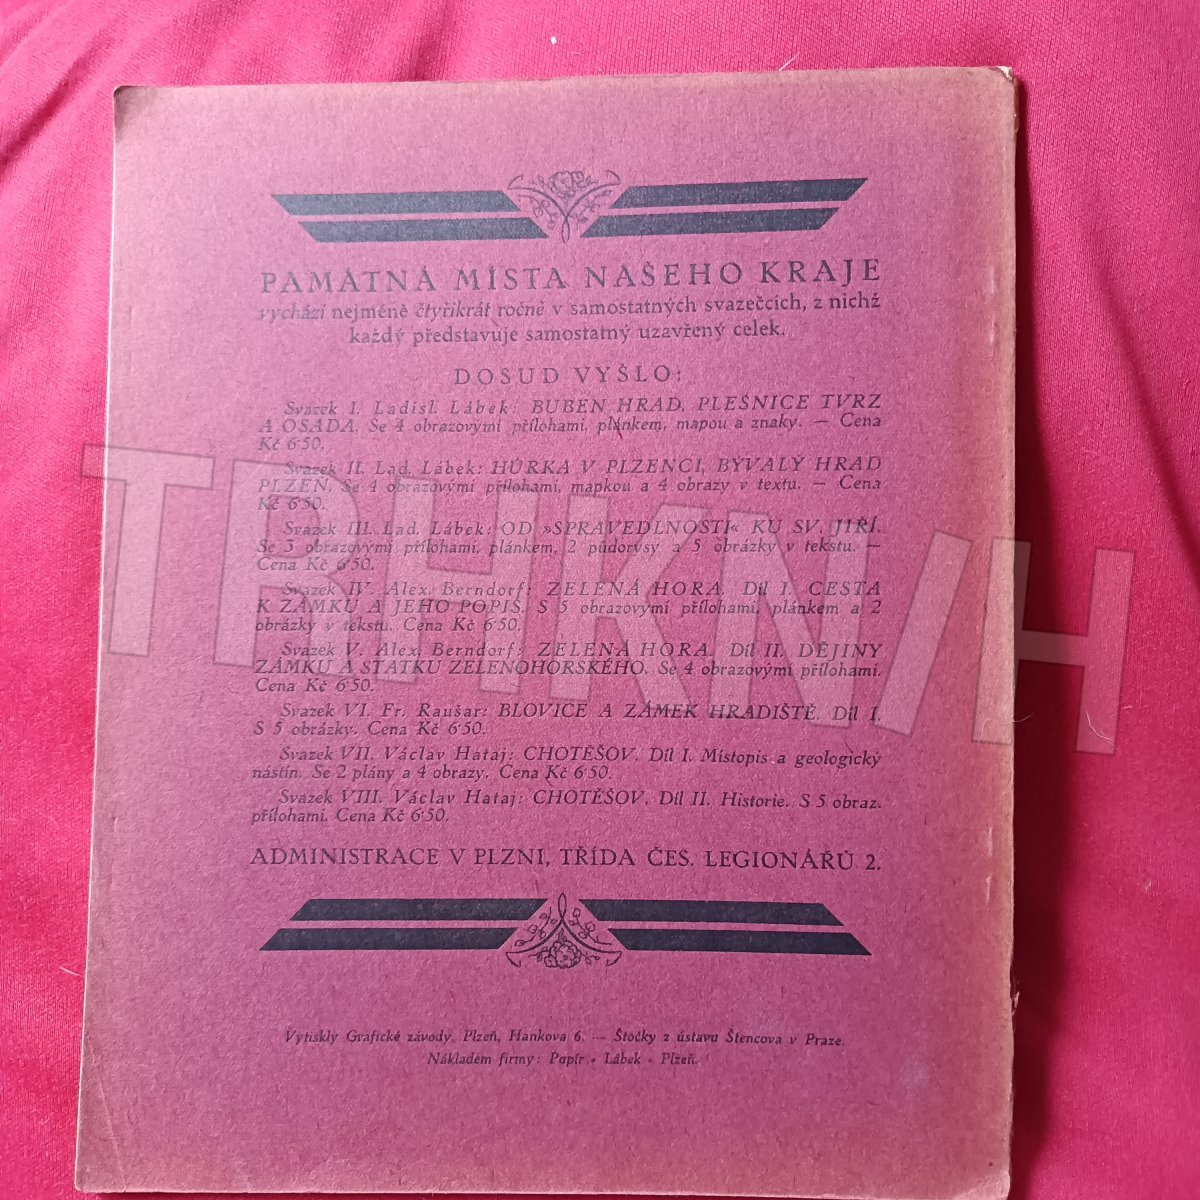 PAMÁTNÁ MÍSTA NAŠEHO KRAJE
vychází nejméně čtyřikrát ročně v samostatných svazečcích, z nichž
každý představuje samostatný uzavřený celek.
DOSUD VYŠLO:
Svazek I. Ladisl. Lábek: BUBEN HRAD, PLEŠNICE TVRZ
A OSADA. Se 4 obrazovými přílohami, plánkem, mapou a znaky. — Cena
Kč 6·50.
Svazek II. Lad. Lábek: HŮRKA V PLZENCI, BÝVALÝ HRAD
PLZEŇ. Se 4 obrazovými přílohami, mapkou a 4 obrazy v textu. — Cena
Kč 6·50.
Svazek III. Lad. Lábek: OD »SPRAVEDLNOSTI« KU SV. JIŘÍ.
Se 3 obrazovými přílohami, plánkem, 2 půdorysy a 5 obrázky v tekstu. —
Cena Kč 6·50.
Svazek IV. Alex. Berndorf: ZELENÁ HORA. Díl I. CESTA
K ZÁMKU A JEHO POPIS. S 5 obrazovými přílohami, plánkem a 2
obrázky v tekstu. Cena Kč 6·50.
Svazek V. Alex. Berndorf: ZELENÁ HORA. Díl II. DĚJINY
ZÁMKU A STATKU ZELENOHORSKÉHO. Se 4 obrazovými přílohami.
Cena Kč 6·50.
Svazek VI. Fr. Raušar: BLOVICE A ZÁMEK HRADIŠTĚ. Díl I.
S 5 obrázky. Cena Kč 6·50.
Svazek VII. Václav Hataj: CHOTĚŠOV. Díl I. Místopis a geologický
nástin. Se 2 plány a 4 obrazy. Cena Kč 6·50.
Svazek VIII. Václav Hataj: CHOTĚŠOV. Díl II. Historie. S 5 obraz.
přílohami. Cena Kč 6·50.
ADMINISTRACE V PLZNI, TŘÍDA ČES. LEGIONÁŘŮ 2.
Vytiskly Grafické závody, Plzeň, Hankova 6. — Štočky z ústavu Štencova v Praze.
Nákladem firmy: Papír - Lábek - Plzeň.
TRHKN/H